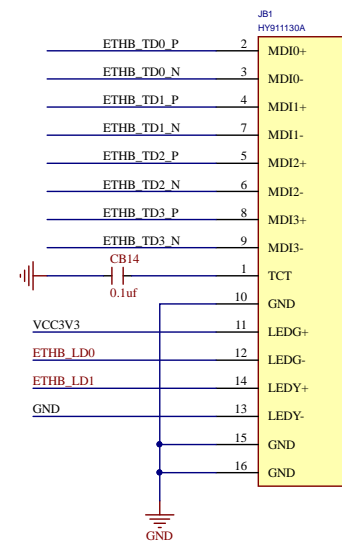 JB1
HY911130A
ETHB_TD0_P 2 MDI0+
ETHB_TD0_N 3 MDI0-
ETHB_TD1_P 4 MDI1+
ETHB_TD1_N 7 MDI1-
ETHB_TD2_P 5 MDI2+
ETHB_TD2_N 6 MDI2-
ETHB_TD3_P 8 MDI3+
ETHB_TD3_N 9 MDI3-
CB14
1 TCT
0.1uf
10 GND
VCC3V3 11 LEDG+
ETHB_LD0 12 LEDG-
ETHB_LD1 14 LEDY+
GND 13 LEDY-
15 GND
16 GND
GND